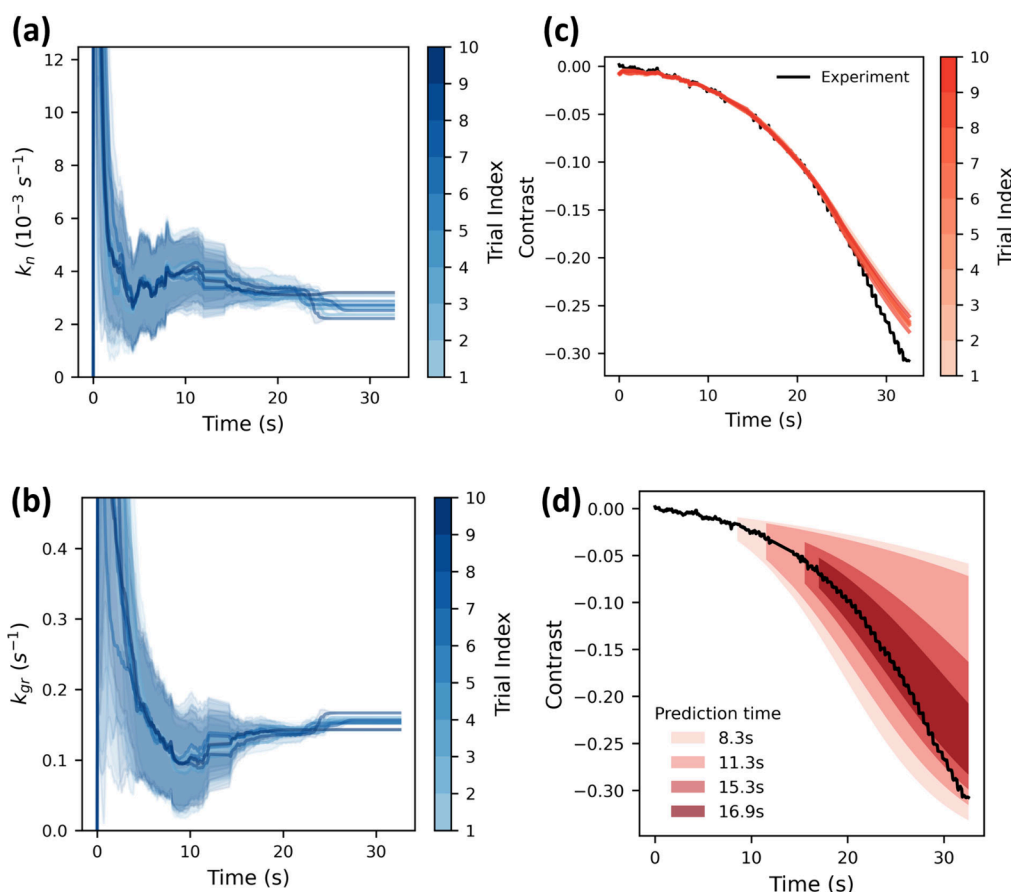 (a)
12
10
8
6
4
2
0
k_n (10⁻³ s⁻¹)
0 10 20 30
Time (s)
10
9
8
7
6
5
4
3
2
1
Trial Index
(c)
0.00
−0.05
−0.10
−0.15
−0.20
−0.25
−0.30
Contrast
Experiment
0 10 20 30
Time (s)
10
9
8
7
6
5
4
3
2
1
Trial Index
(b)
0.4
0.3
0.2
0.1
0.0
k_gr (s⁻¹)
0 10 20 30
Time (s)
10
9
8
7
6
5
4
3
2
1
Trial Index
(d)
0.00
−0.05
−0.10
−0.15
−0.20
−0.25
−0.30
Contrast
Prediction time
8.3s
11.3s
15.3s
16.9s
0 10 20 30
Time (s)